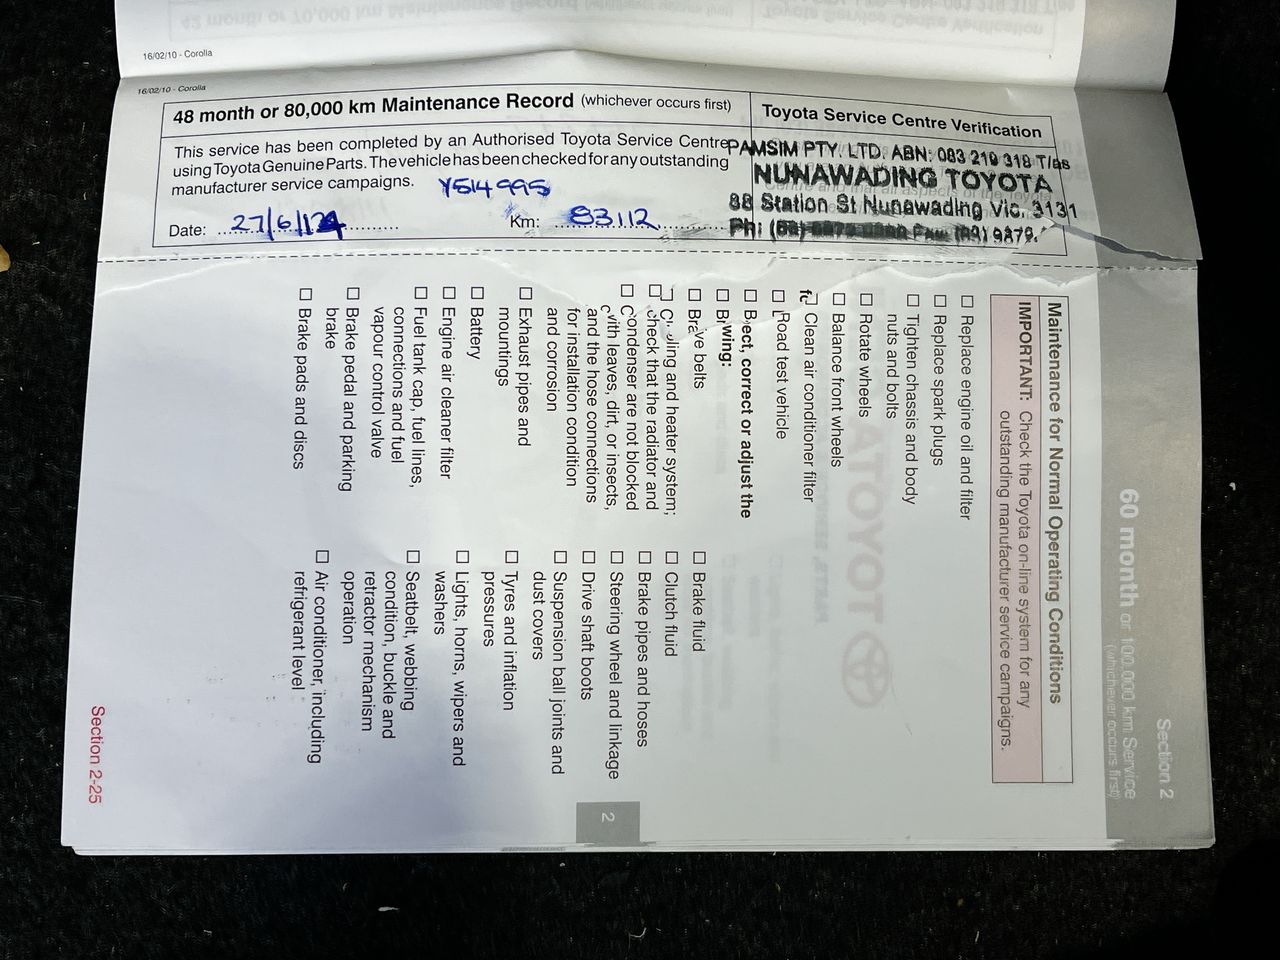 16/02/10 - Corolla
16/02/10 - Corolla
48 month or 80,000 km Maintenance Record (whichever occurs first)
This service has been completed by an Authorised Toyota Service Centre
using Toyota Genuine Parts. The vehicle has been checked for any outstanding
manufacturer service campaigns. Y514995
Date: 27/6/
Km: 83112
Toyota Service Centre Verification
PAMSIM PTY. LTD. ABN: 083 219 318 T/as
NUNAWADING TOYOTA
88 Station St Nunawading Vic. 3131
Section 2
60 month or 100,000 km Service
(whichever occurs first)
Maintenance for Normal Operating Conditions
IMPORTANT: Check the Toyota on-line system for any
outstanding manufacturer service campaigns.
☐ Replace engine oil and filter
☐ Replace spark plugs
☐ Tighten chassis and body
nuts and bolts
☐ Rotate wheels
☐ Balance front wheels
☐ Clean air conditioner filter
☐ Road test vehicle
ect, correct or adjust the
wing:
☐ Br
☐ ve belts
☐ ling and heater system;
check that the radiator and
condenser are not blocked
with leaves, dirt, or insects,
and the hose connections
for installation condition
and corrosion
☐ Exhaust pipes and
mountings
☐ Battery
☐ Engine air cleaner filter
☐ Fuel tank cap, fuel lines,
connections and fuel
vapour control valve
☐ Brake pedal and parking
brake
☐ Brake pads and discs
☐ Brake fluid
☐ Clutch fluid
☐ Brake pipes and hoses
☐ Steering wheel and linkage
☐ Drive shaft boots
☐ Suspension ball joints and
dust covers
☐ Tyres and inflation
pressures
☐ Lights, horns, wipers and
washers
☐ Seatbelt, webbing
condition, buckle and
retractor mechanism
operation
☐ Air conditioner, including
refrigerant level
2
Section 2-25